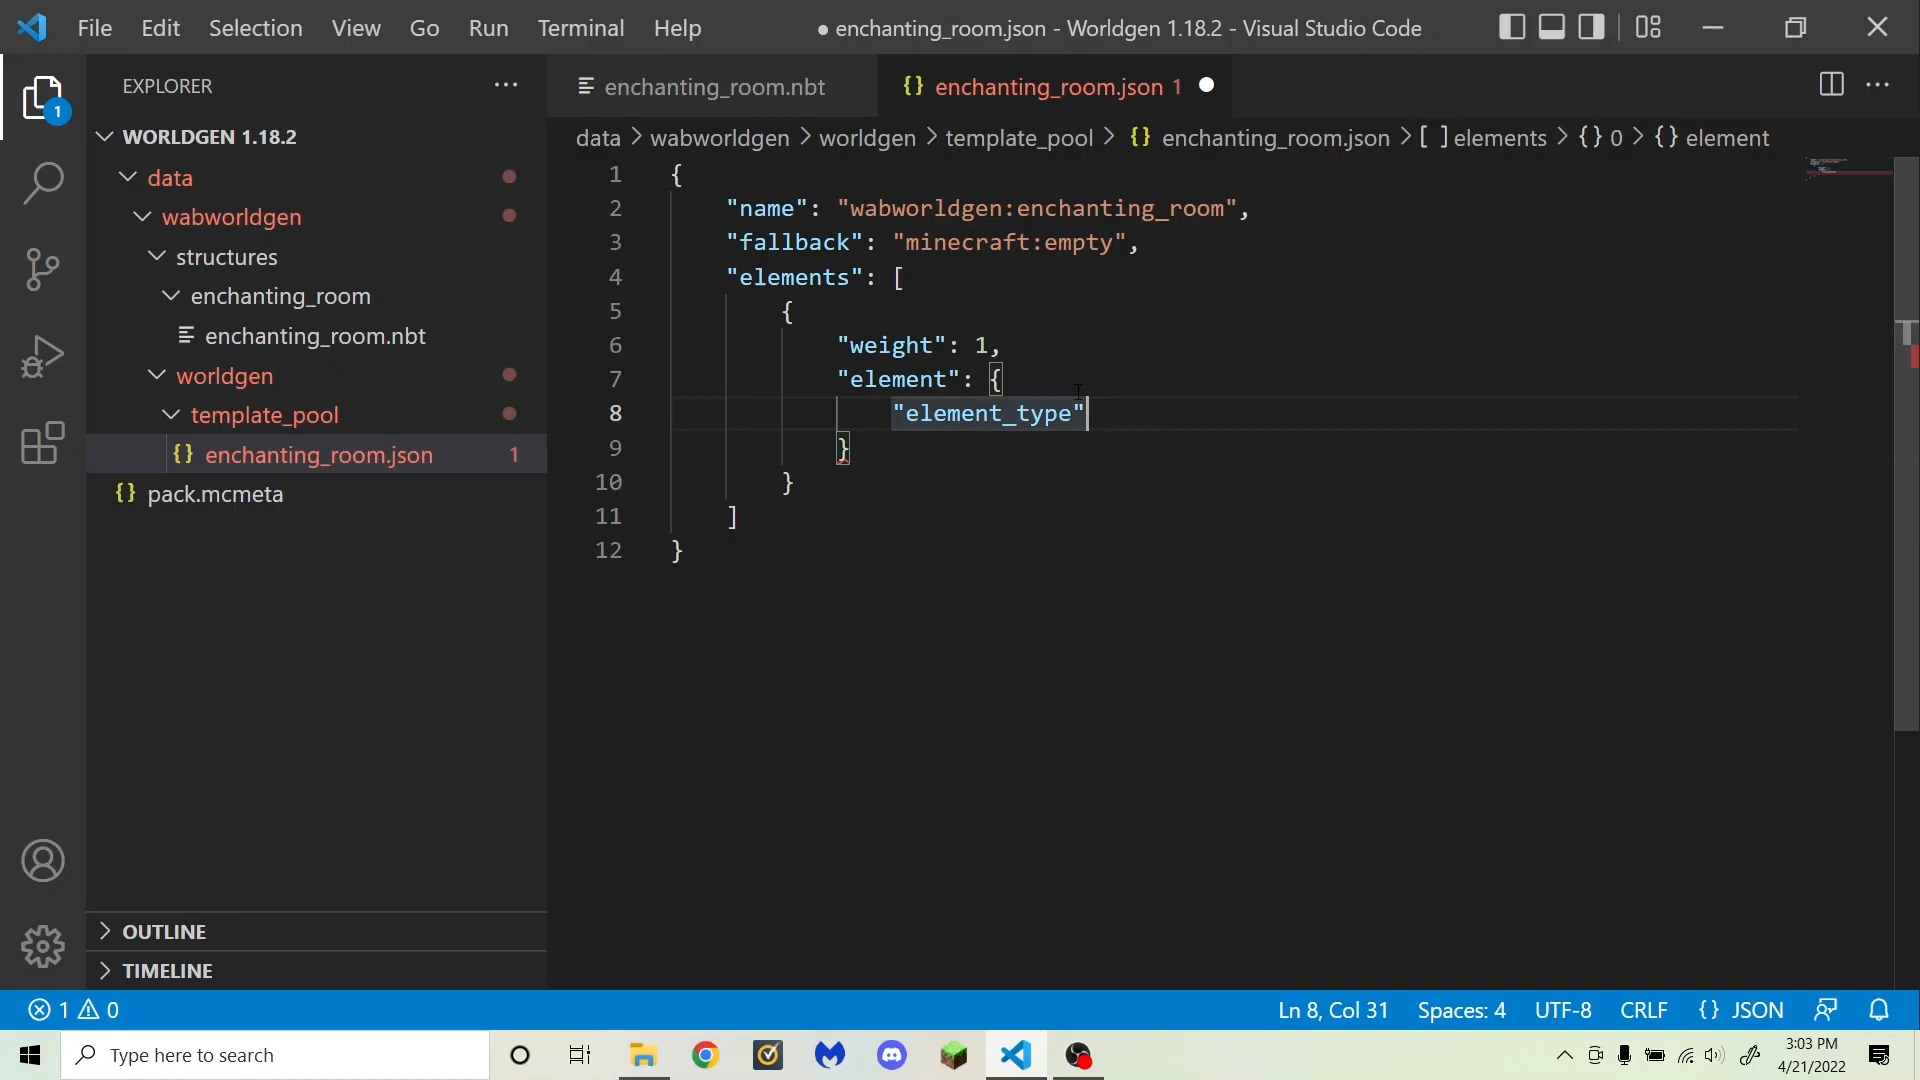 File Edit Selection View Go Run Terminal Help
● enchanting_room.json - Worldgen 1.18.2 - Visual Studio Code
1
EXPLORER
WORLDGEN 1.18.2
data
wabworldgen
structures
enchanting_room
enchanting_room.nbt
worldgen
template_pool
{} enchanting_room.json 1
{} pack.mcmeta
OUTLINE
TIMELINE
enchanting_room.nbt
{} enchanting_room.json 1
data > wabworldgen > worldgen > template_pool > {} enchanting_room.json > [ ] elements > {} 0 > {} element
1 {
2 "name": "wabworldgen:enchanting_room",
3 "fallback": "minecraft:empty",
4 "elements": [
5 {
6 "weight": 1,
7 "element": {
8 "element_type"
9 }
10 }
11 ]
12 }
1 0
Ln 8, Col 31 Spaces: 4 UTF-8 CRLF {} JSON
Type here to search
3:03 PM
4/21/2022